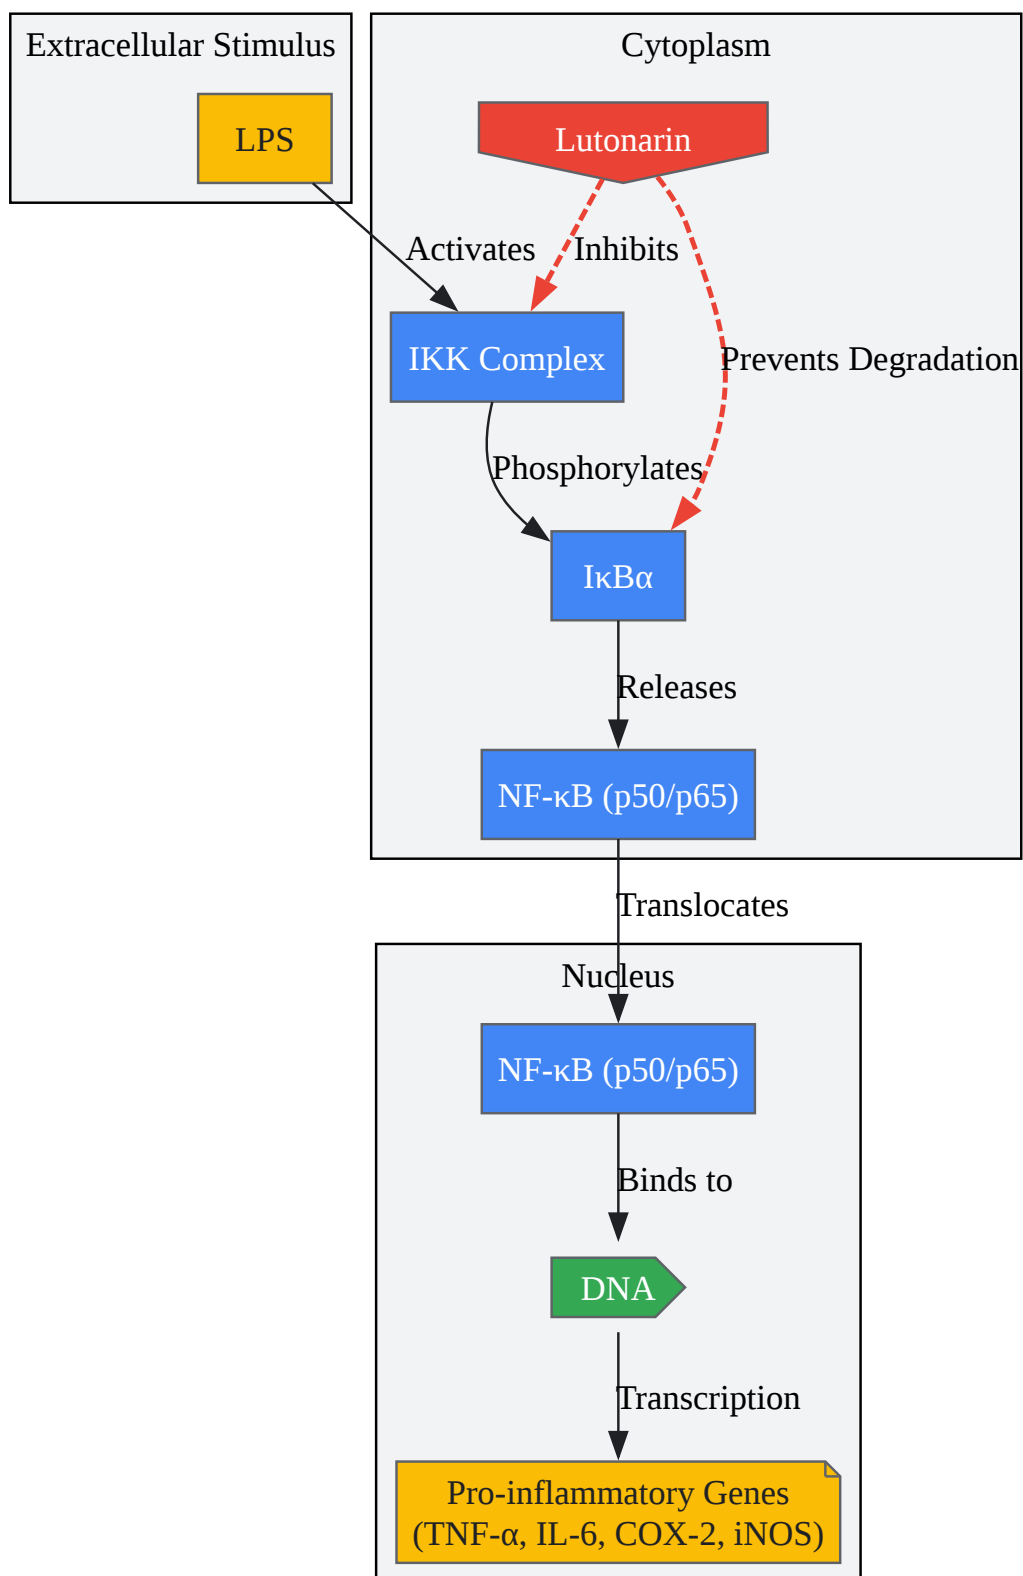 Extracellular Stimulus
Cytoplasm
LPS
Lutonarin
Activates
Inhibits
IKK Complex
Prevents Degradation
Phosphorylates
IκBα
Releases
NF-κB (p50/p65)
Translocates
Nucleus
NF-κB (p50/p65)
Binds to
DNA
Transcription
Pro-inflammatory Genes
(TNF-α, IL-6, COX-2, iNOS)